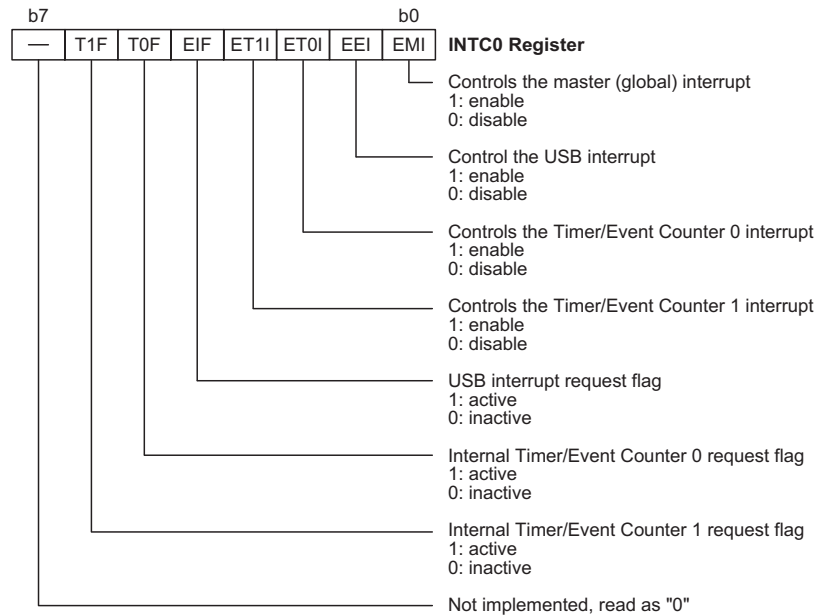 b7 b0
— T1F T0F EIF ET1I ET0I EEI EMI INTC0 Register
Controls the master (global) interrupt
1: enable
0: disable
Control the USB interrupt
1: enable
0: disable
Controls the Timer/Event Counter 0 interrupt
1: enable
0: disable
Controls the Timer/Event Counter 1 interrupt
1: enable
0: disable
USB interrupt request flag
1: active
0: inactive
Internal Timer/Event Counter 0 request flag
1: active
0: inactive
Internal Timer/Event Counter 1 request flag
1: active
0: inactive
Not implemented, read as "0"